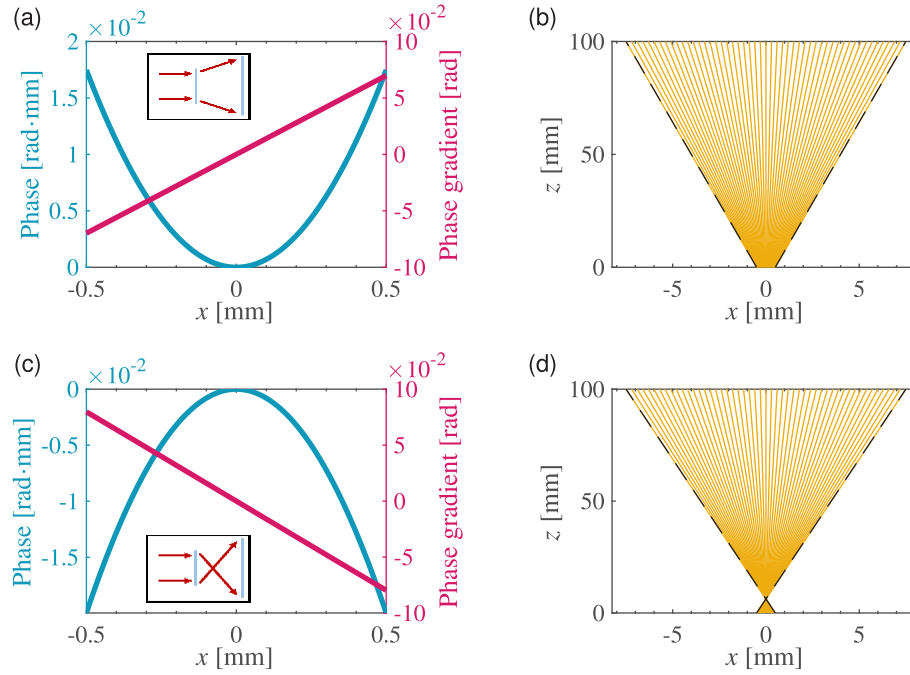 (a)
×10⁻²
×10⁻²
2
1.5
1
0.5
0
Phase [rad·mm]
10
5
0
-5
-10
Phase gradient [rad]
-0.5
0
0.5
x [mm]
(b)
100
50
0
z [mm]
-5
0
5
x [mm]
(c)
×10⁻²
×10⁻²
0
-0.5
-1
-1.5
Phase [rad·mm]
10
5
0
-5
-10
Phase gradient [rad]
-0.5
0
0.5
x [mm]
(d)
100
50
0
z [mm]
-5
0
5
x [mm]